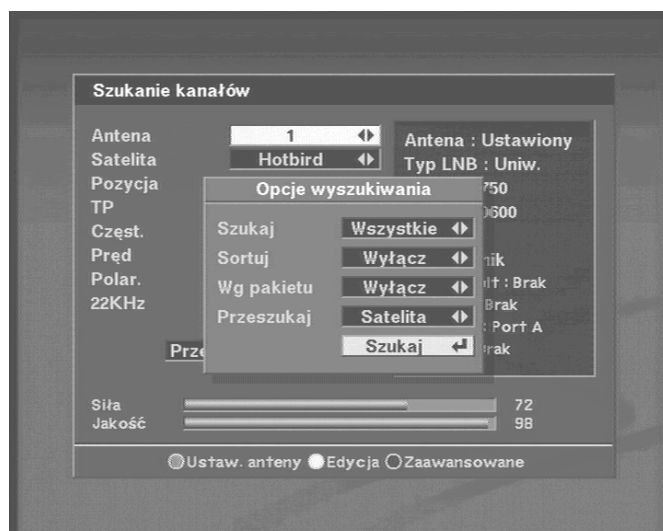 Szukanie kanałów
Antena 1
Satelita Hotbird
Pozycja
TP
Częst.
Pręd
Polar.
22KHz
Antena : Ustawiony
Typ LNB : Uniw.
Opcje wyszukiwania
Szukaj Wszystkie
Sortuj Wyłącz
Wg pakietu Wyłącz
Przeszukaj Satelita
Szukaj
: Brak
Brak
: Port A
Siła 72
Jakość 98
Ustaw. anteny Edycja Zaawansowane